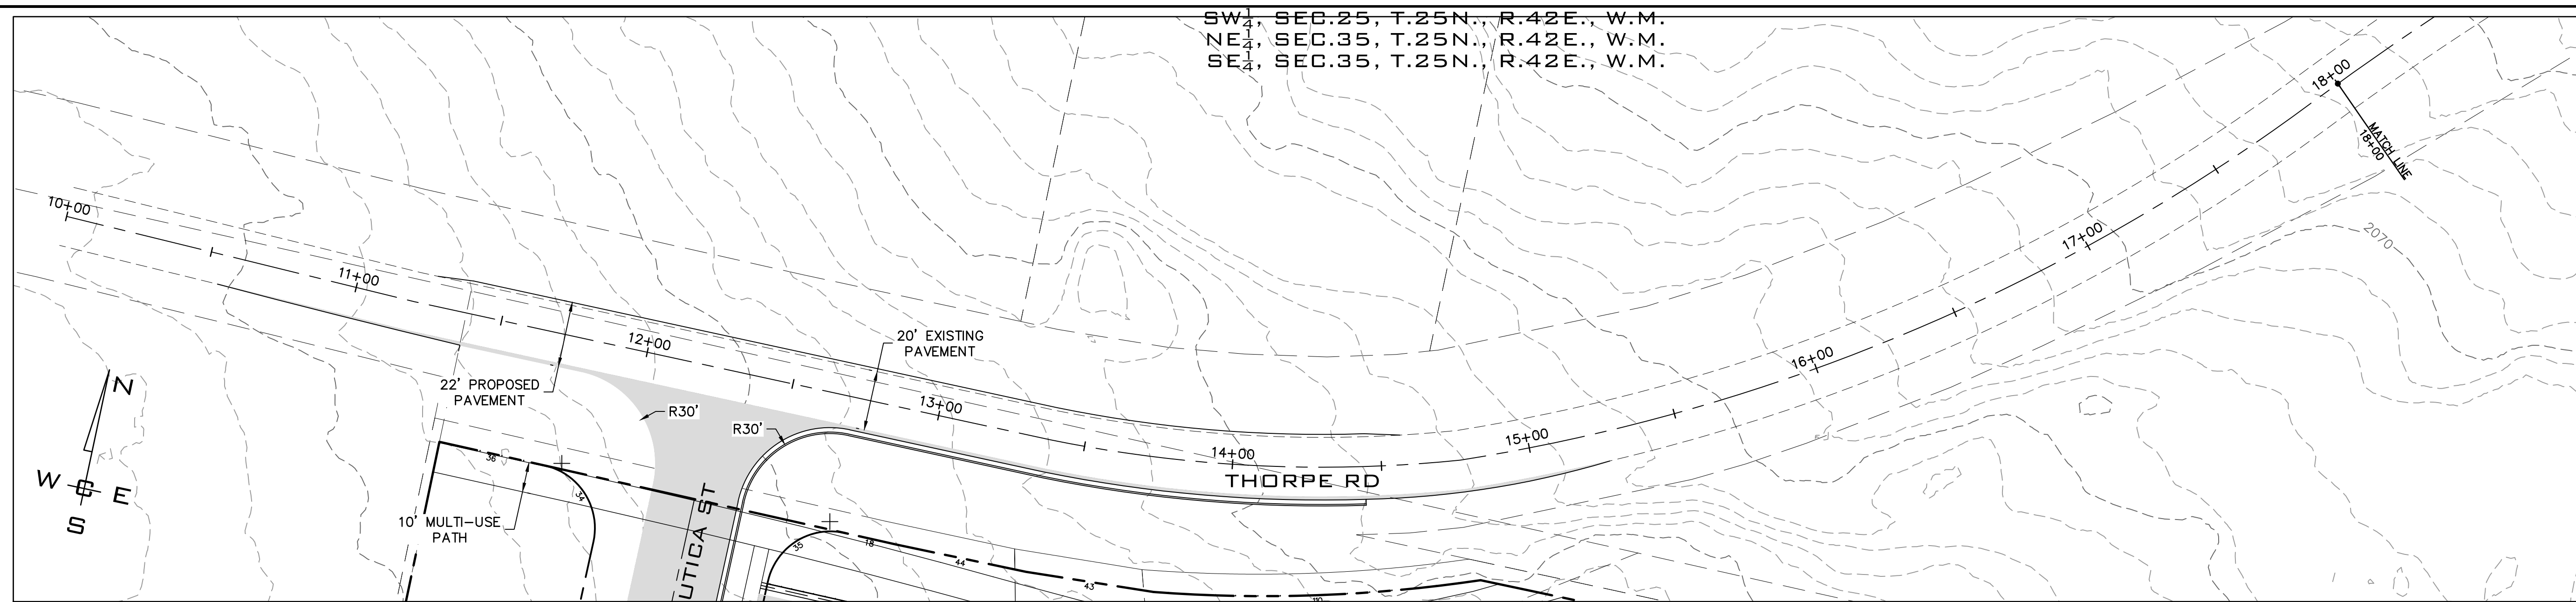 SW1/4, SEC.25, T.25N., R.42E., W.M.
NE1/4, SEC.35, T.25N., R.42E., W.M.
SE1/4, SEC.35, T.25N., R.42E., W.M.
18+00
MATCH LINE
18+00
10+00
11+00
12+00
13+00
14+00
15+00
16+00
17+00
2070
20' EXISTING
PAVEMENT
22' PROPOSED
PAVEMENT
R30'
R30'
THORPE RD
N
W
E
S
10' MULTI-USE
PATH
UTICA ST
36
34
35
18
44
43
110